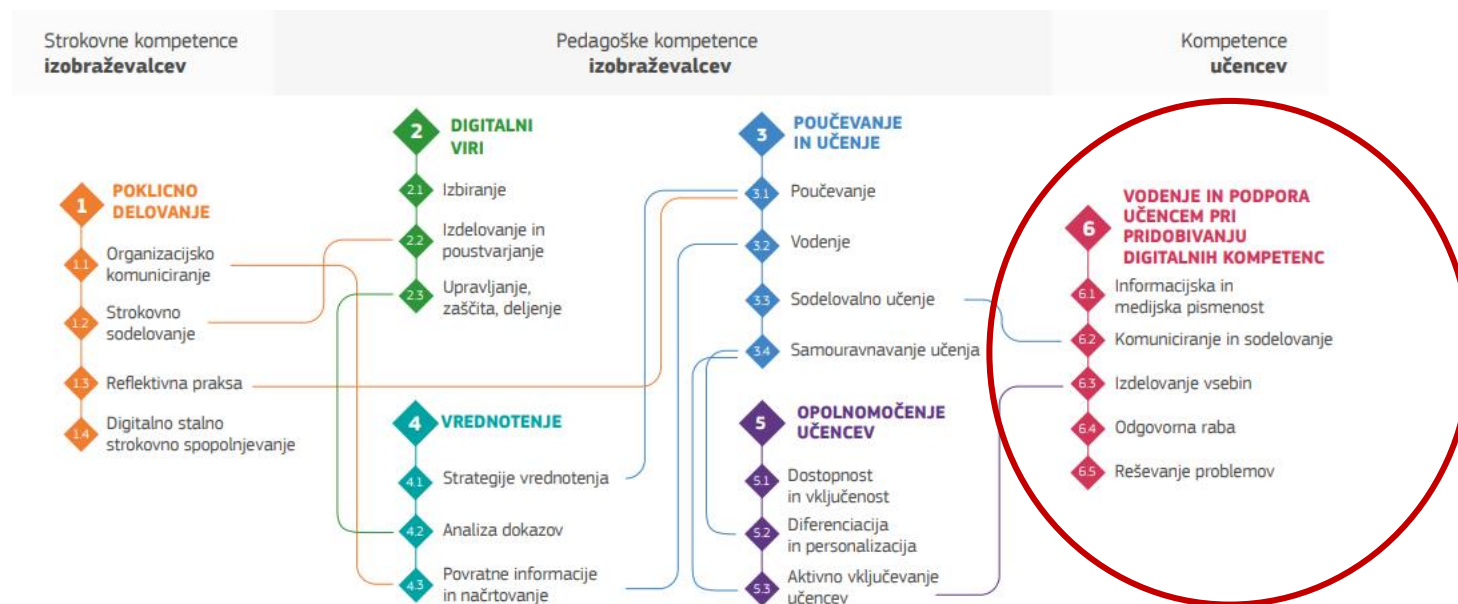 Strokovne kompetence
izobraževalcev
Pedagoške kompetence
izobraževalcev
Kompetence
učencev
1
POKLICNO
DELOVANJE
1.1
Organizacijsko
komuniciranje
1.2
Strokovno
sodelovanje
1.3
Reflektivna praksa
1.4
Digitalno stalno
strokovno spopolnjevanje
2
DIGITALNI
VIRI
2.1
Izbiranje
2.2
Izdelovanje in
poustvarjanje
2.3
Upravljanje,
zaščita, deljenje
4
VREDNOTENJE
4.1
Strategije vrednotenja
4.2
Analiza dokazov
4.3
Povratne informacije
in načrtovanje
3
POUČEVANJE
IN UČENJE
3.1
Poučevanje
3.2
Vodenje
3.3
Sodelovalno učenje
3.4
Samouravnavanje učenja
5
OPOLNOMOČENJE
UČENCEV
5.1
Dostopnost
in vključenost
5.2
Diferenciacija
in personalizacija
5.3
Aktivno vključevanje
učencev
6
VODENJE IN PODPORA
UČENCEM PRI
PRIDOBIVANJU
DIGITALNIH KOMPETENC
6.1
Informacijska in
medijska pismenost
6.2
Komuniciranje in sodelovanje
6.3
Izdelovanje vsebin
6.4
Odgovorna raba
6.5
Reševanje problemov